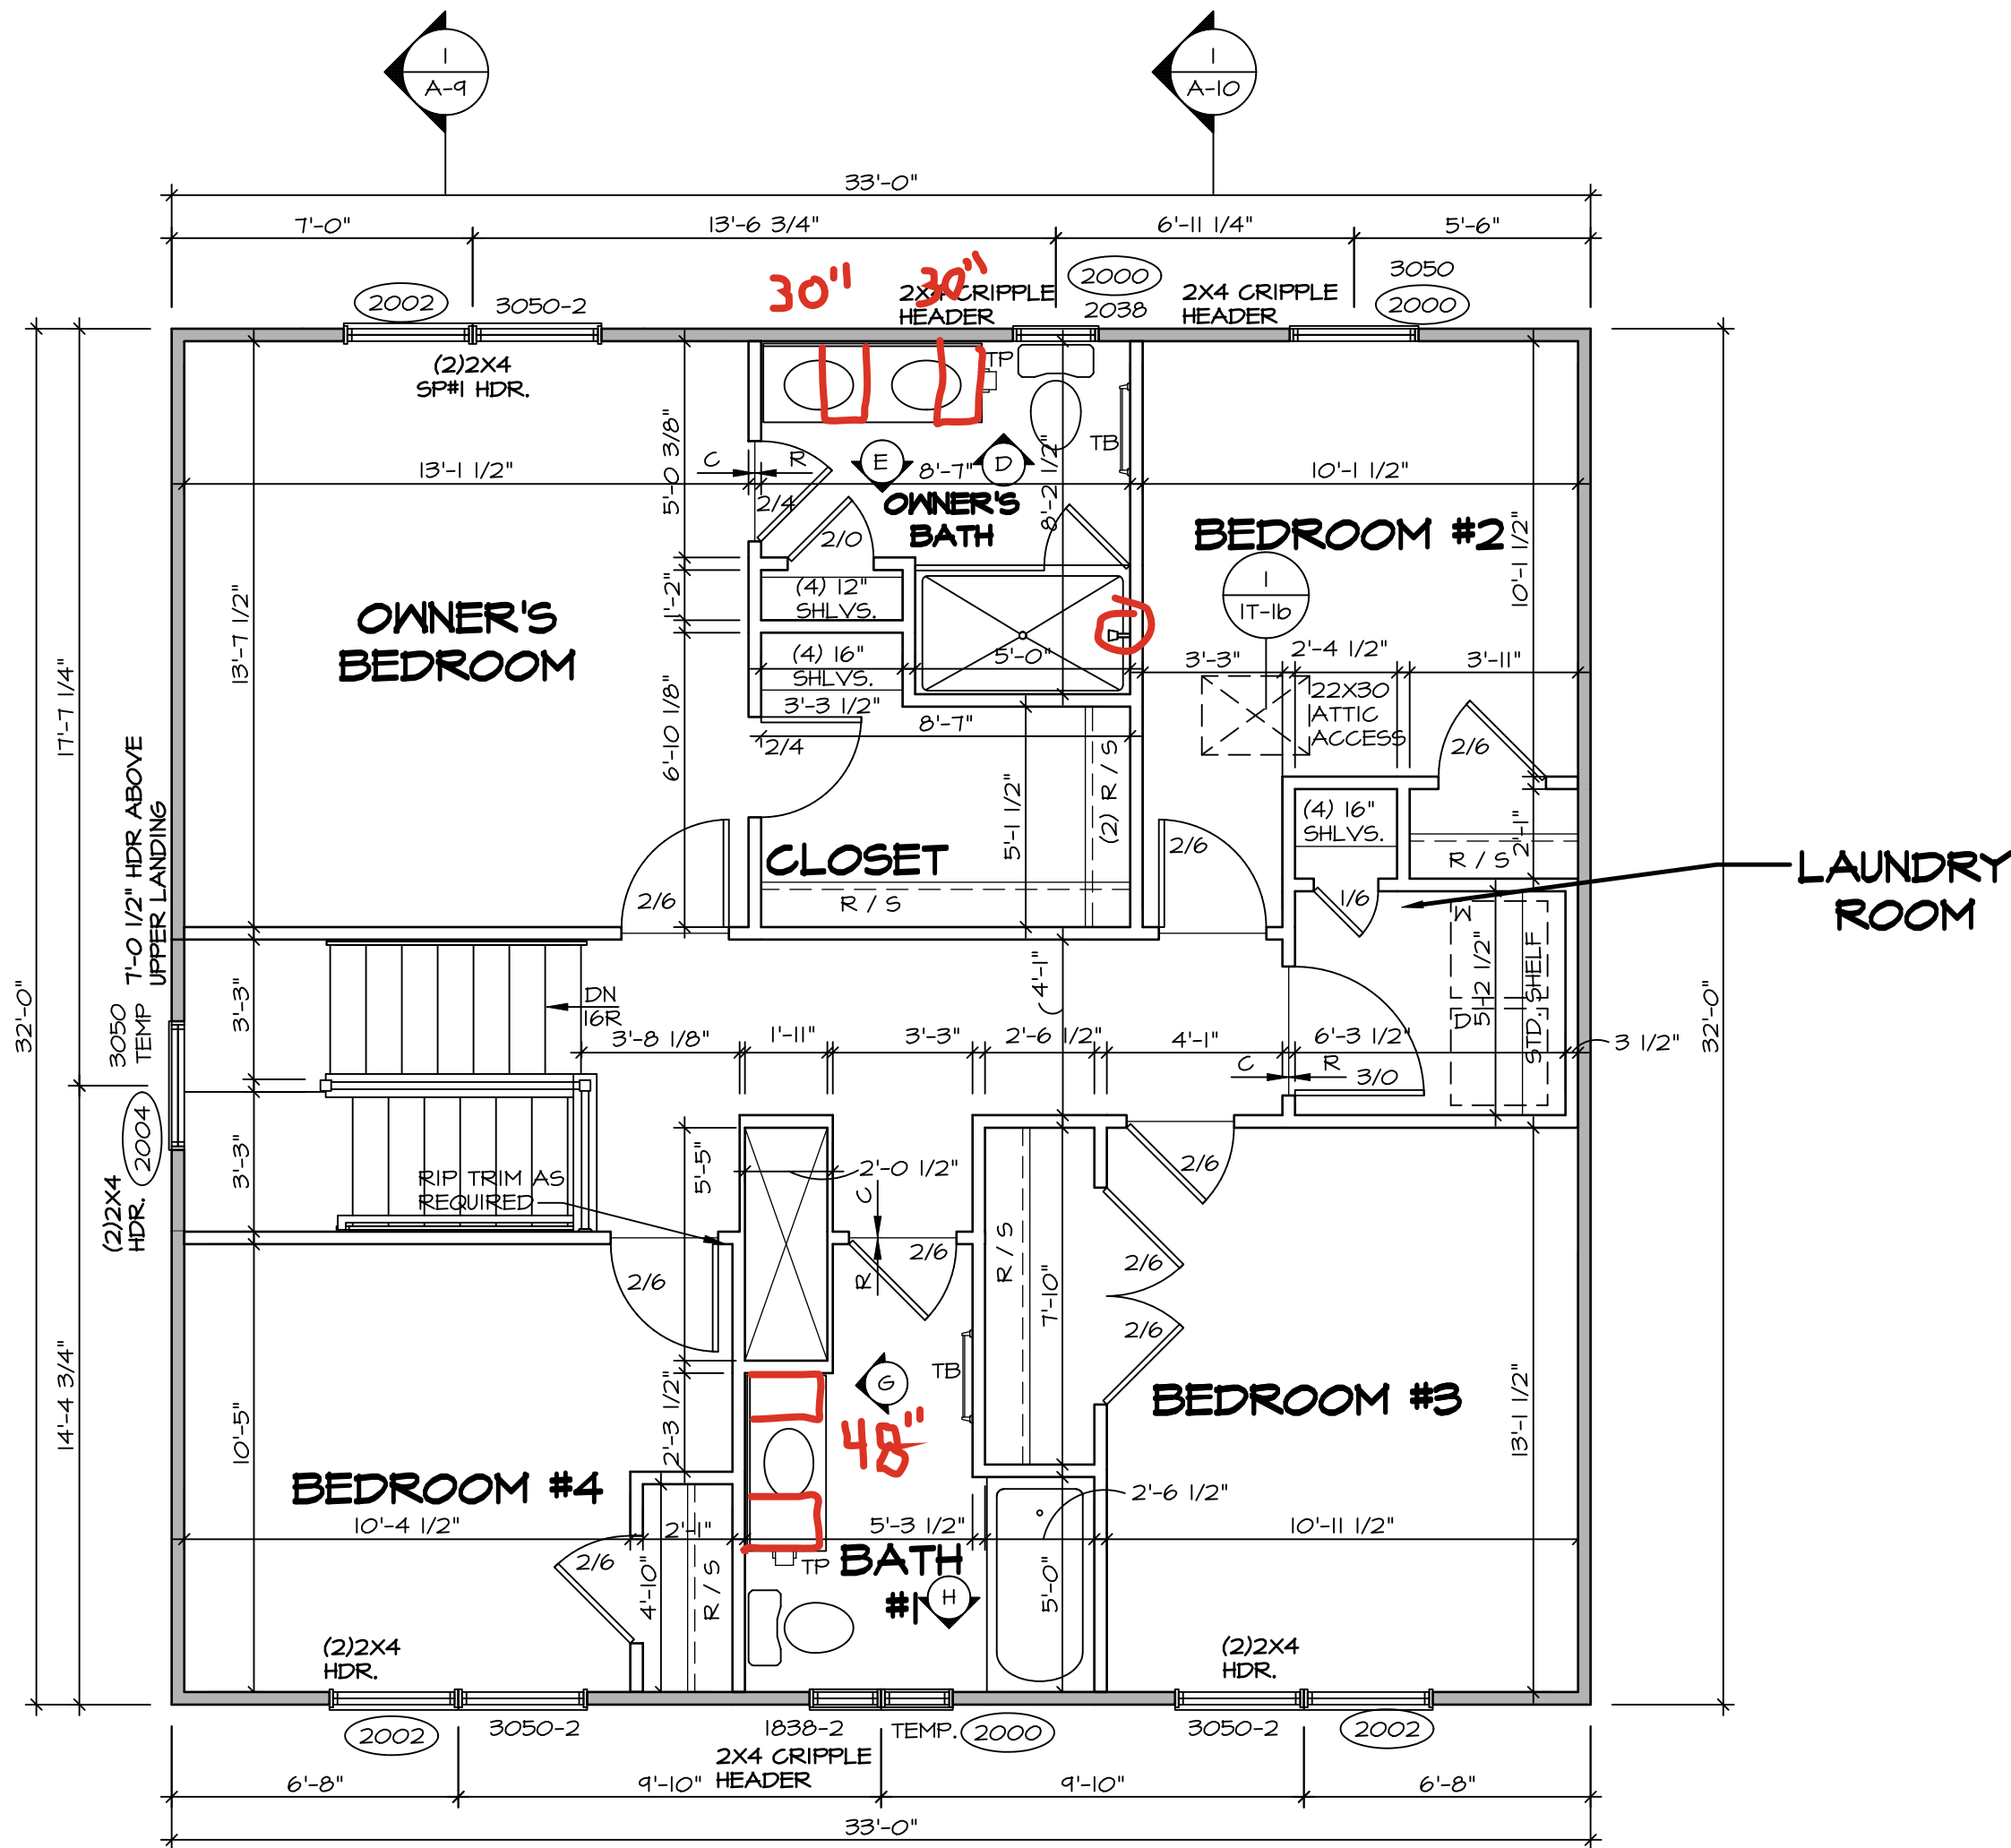 1
A-9
1
A-10
33'-0"
7'-0"
13'-6 3/4"
6'-11 1/4"
5'-6"
30"
30"
2002
3050-2
2X4 CRIPPLE
HEADER
2000
2038
2X4 CRIPPLE
HEADER
3050
2000
(2)2X4
SP#1 HDR.
TP
TB
5'-0 3/8"
C
R
E
D
8'-7"
8'-2 1/2"
13'-1 1/2"
10'-1 1/2"
2/4
2/0
OWNER'S
BATH
BEDROOM #2
10'-1 1/2"
1
1T-1b
(4) 12"
SHLVS.
1'-2"
13'-7 1/2"
OWNER'S
BEDROOM
(4) 16"
SHLVS.
5'-0"
3'-3"
2'-4 1/2"
3'-11"
17'-7 1/4"
3'-3 1/2"
22X30
ATTIC
ACCESS
8'-7"
2/4
2/6
6'-10 1/8"
7'-0 1/2" HDR ABOVE
UPPER LANDING
5'-1 1/2"
(2) R / S
(4) 16"
SHLVS.
2'-1"
CLOSET
2/6
R / S
LAUNDRY
ROOM
2/6
R / S
1/6
W
D
5'-2 1/2"
STD. SHELF
32'-0"
3050
TEMP
3'-3"
DN
16R
4'-1"
32'-0"
3'-8 1/8"
1'-11"
3'-3"
2'-6 1/2"
4'-1"
6'-3 1/2"
3 1/2"
C
R
3/0
2004
(2)2X4
HDR.
3'-3"
RIP TRIM AS
REQUIRED
5'-5"
2'-0 1/2"
C
R
2/6
2/6
2/6
R / S
2/6
7'-10"
2/6
14'-4 3/4"
10'-5"
2'-3 1/2"
G
TB
48"
BEDROOM #3
13'-1 1/2"
BEDROOM #4
2'-6 1/2"
10'-4 1/2"
2'-1"
5'-3 1/2"
10'-11 1/2"
2/6
4'-10"
R / S
TP
BATH
#1
H
5'-0"
(2)2X4
HDR.
(2)2X4
HDR.
2002
3050-2
1838-2
TEMP.
2000
3050-2
2002
2X4 CRIPPLE
HEADER
6'-8"
9'-10"
9'-10"
6'-8"
33'-0"